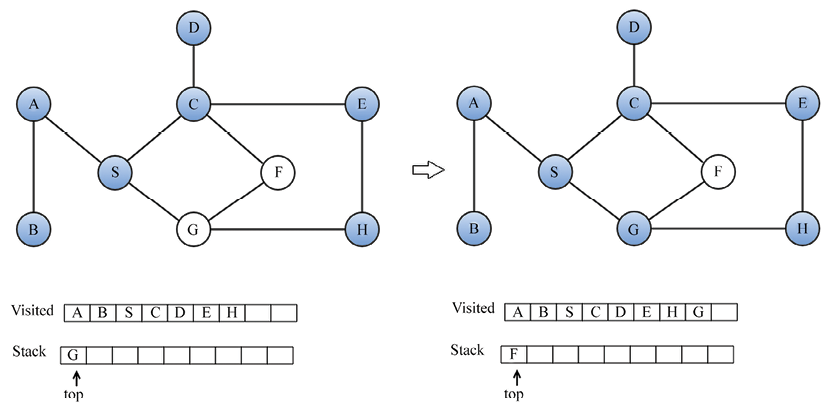 D D
A C E A C E
S F S F
B G H B G H
Visited A B S C D E H Visited A B S C D E H G
Stack G Stack F
top top